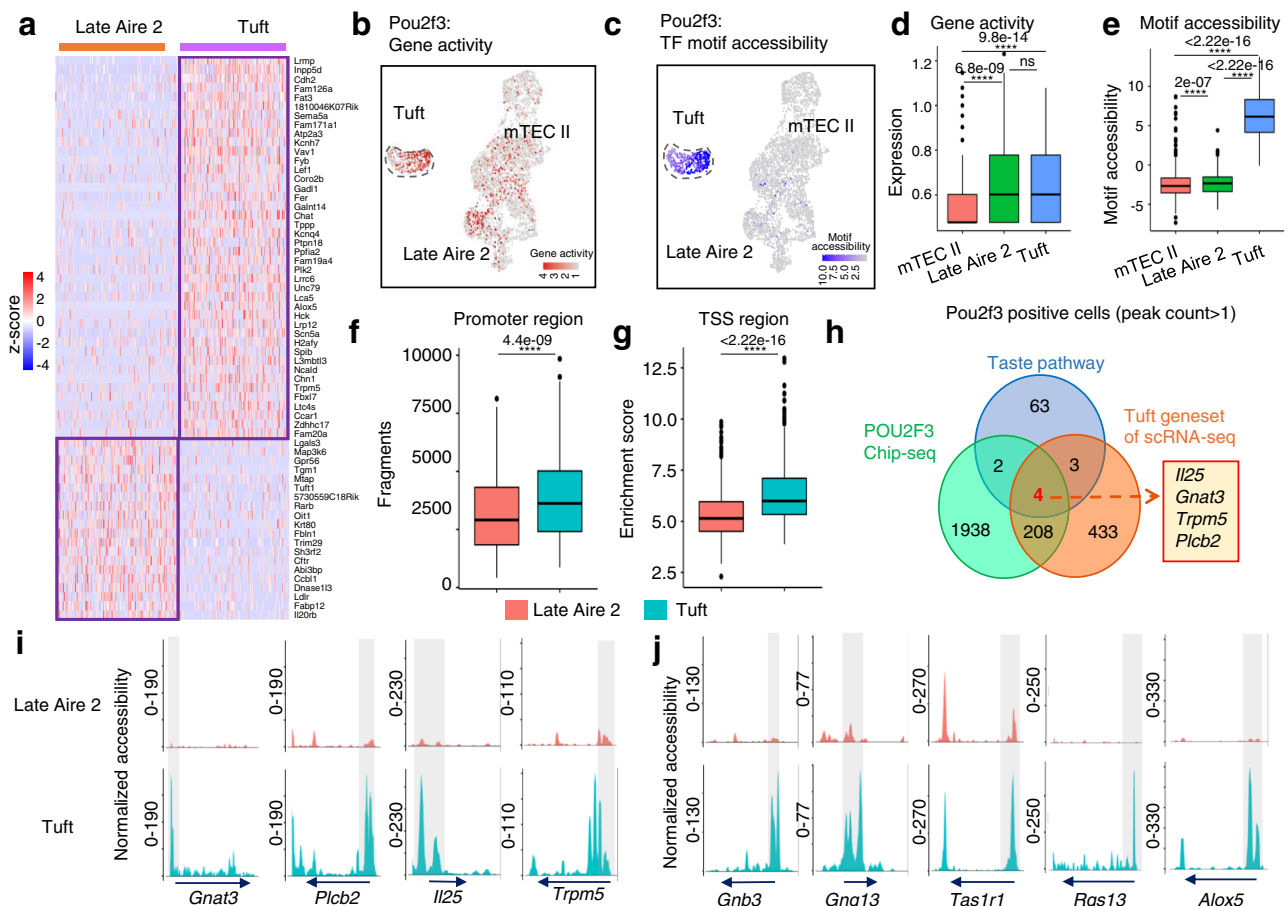 a
Late Aire 2
Tuft
Lrmp
Inpp5d
Cdh2
Fam126a
Fat3
1810046K07Rik
Sema5a
Fam171a1
Atp2a3
Kcnh7
Vav1
Fyb
Lef1
Coro2b
Gadl1
Fer
Galnt14
Chat
Tppp
Kcnq4
Ptpn18
Ppfia2
Fam19a4
Plk2
Lrrc6
Unc79
Lca5
Alox5
Hck
Lrp12
Scn5a
H2afy
Spib
L3mbtl3
Ncald
Chn1
Trpm5
Fbxl7
Ltc4s
Ccar1
Zdhhc17
Fam20a
Lgals3
Map3k6
Gpr56
Tgm1
Mtap
Tuft1
5730559C18Rik
Rarb
Oit1
Krt80
Fbln1
Trim29
Sh3rf2
Cftr
Abi3bp
Ccbl1
Dnase1l3
Ldlr
Fabp12
Il20rb
z-score
4
2
0
-2
-4
b
Pou2f3:
Gene activity
Tuft
mTEC II
Late Aire 2
Gene activity
4 3 2 1
c
Pou2f3:
TF motif accessibility
Tuft
mTEC II
Late Aire 2
Motif
accessibility
10.0 7.5 5.0 2.5
d
Gene activity
9.8e-14
****
6.8e-09
****
ns
Expression
1.2
1.0
0.8
0.6
mTEC II
Late Aire 2
Tuft
e
Motif accessibility
<2.22e-16
****
<2.22e-16
****
2e-07
****
Motif accessibility
10
5
0
-5
mTEC II
Late Aire 2
Tuft
f
Promoter region
4.4e-09
****
Fragments
10000
7500
5000
2500
0
g
TSS region
<2.22e-16
****
Enrichment score
12.5
10.0
7.5
5.0
2.5
Late Aire 2
Tuft
h
Pou2f3 positive cells (peak count>1)
Taste pathway
63
POU2F3
Chip-seq
Tuft geneset
of scRNA-seq
2
3
4
1938
208
433
Il25
Gnat3
Trpm5
Plcb2
i
Late Aire 2
Tuft
Normalized accessibility
0-190
0-190
0-230
0-110
0-190
0-190
0-230
0-110
Gnat3
Plcb2
Il25
Trpm5
j
Normalized accessibility
0-130
0-77
0-270
0-250
0-330
0-130
0-77
0-270
0-250
0-330
Gnb3
Gng13
Tas1r1
Rgs13
Alox5